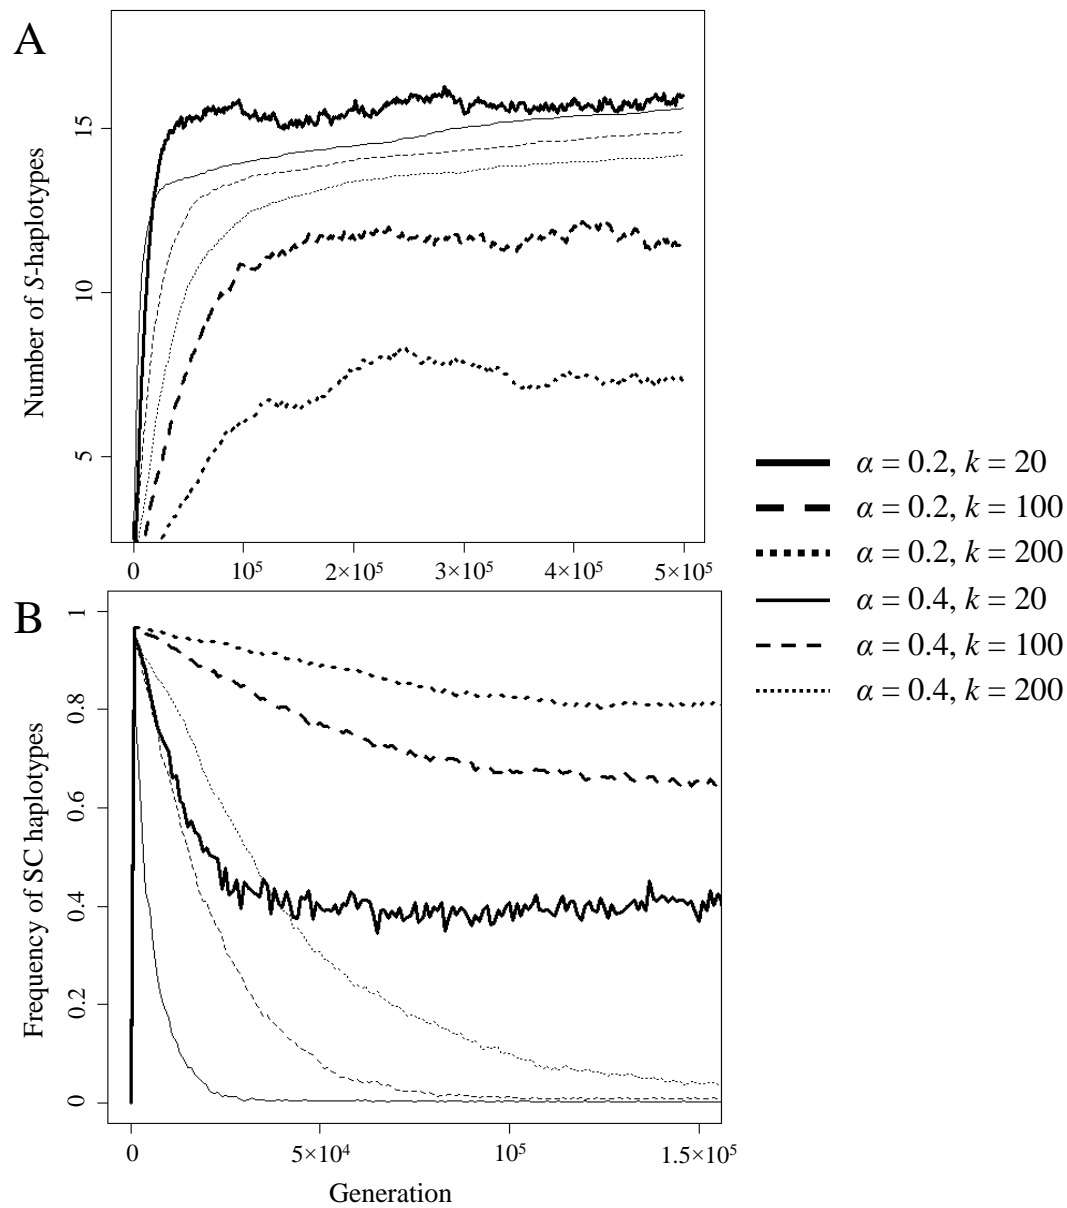 A
Number of S-haplotypes
15
10
5
0 10⁵ 2×10⁵ 3×10⁵ 4×10⁵ 5×10⁵
α = 0.2, k = 20
α = 0.2, k = 100
α = 0.2, k = 200
α = 0.4, k = 20
α = 0.4, k = 100
α = 0.4, k = 200
B
Frequency of SC haplotypes
1
0.8
0.6
0.4
0.2
0
0 5×10⁴ 10⁵ 1.5×10⁵
Generation